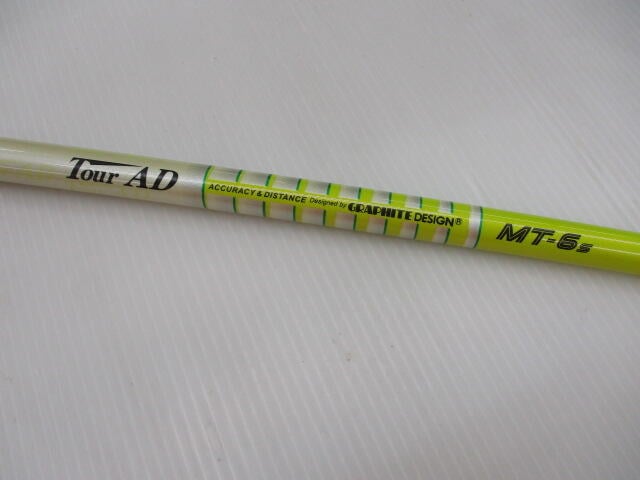 Tour AD
ACCURACY & DISTANCE Designed by GRAPHITE DESIGN®
MT-6s